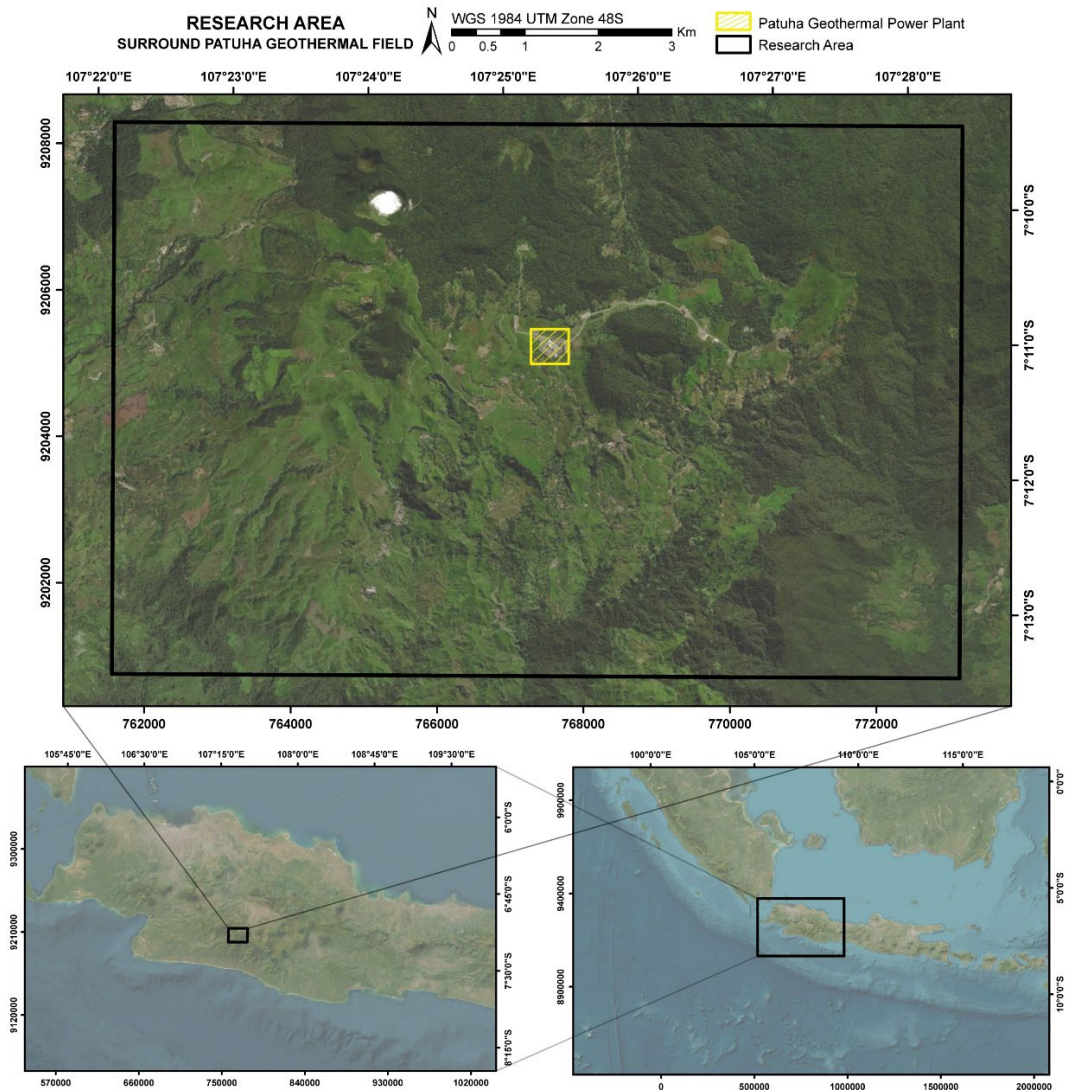 RESEARCH AREA
SURROUND PATUHA GEOTHERMAL FIELD
N
WGS 1984 UTM Zone 48S
0 0.5 1 2 3 Km
Patuha Geothermal Power Plant
Research Area
107°22'0"E 107°23'0"E 107°24'0"E 107°25'0"E 107°26'0"E 107°27'0"E 107°28'0"E
9208000
9206000
9204000
9202000
7°10'0"S
7°11'0"S
7°12'0"S
7°13'0"S
762000 764000 766000 768000 770000 772000
105°45'0"E 106°30'0"E 107°15'0"E 108°0'0"E 108°45'0"E 109°30'0"E
9300000
9210000
9120000
6°0'0"S
6°45'0"S
7°30'0"S
8°15'0"S
570000 660000 750000 840000 930000 1020000
100°0'0"E 105°0'0"E 110°0'0"E 115°0'0"E
9900000
9400000
8900000
0°0'0"
5°0'0"S
10°0'0"S
0 500000 1000000 1500000 2000000